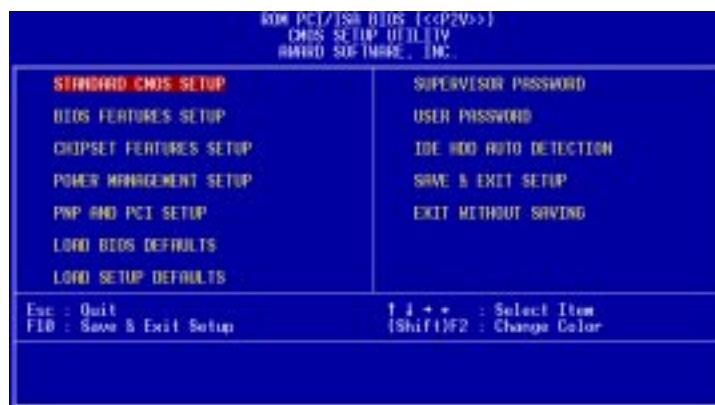 ROM PCI/ISA BIOS (<<P2V>>)
CMOS SETUP UTILITY
AWARD SOFTWARE, INC.
STANDARD CMOS SETUP
BIOS FEATURES SETUP
CHIPSET FEATURES SETUP
POWER MANAGEMENT SETUP
PNP AND PCI SETUP
LOAD BIOS DEFAULTS
LOAD SETUP DEFAULTS
SUPERVISOR PASSWORD
USER PASSWORD
IDE HDD AUTO DETECTION
SAVE & EXIT SETUP
EXIT WITHOUT SAVING
Esc : Quit
F10 : Save & Exit Setup
↑ ↓ → ← : Select Item
(Shift)F2 : Change Color